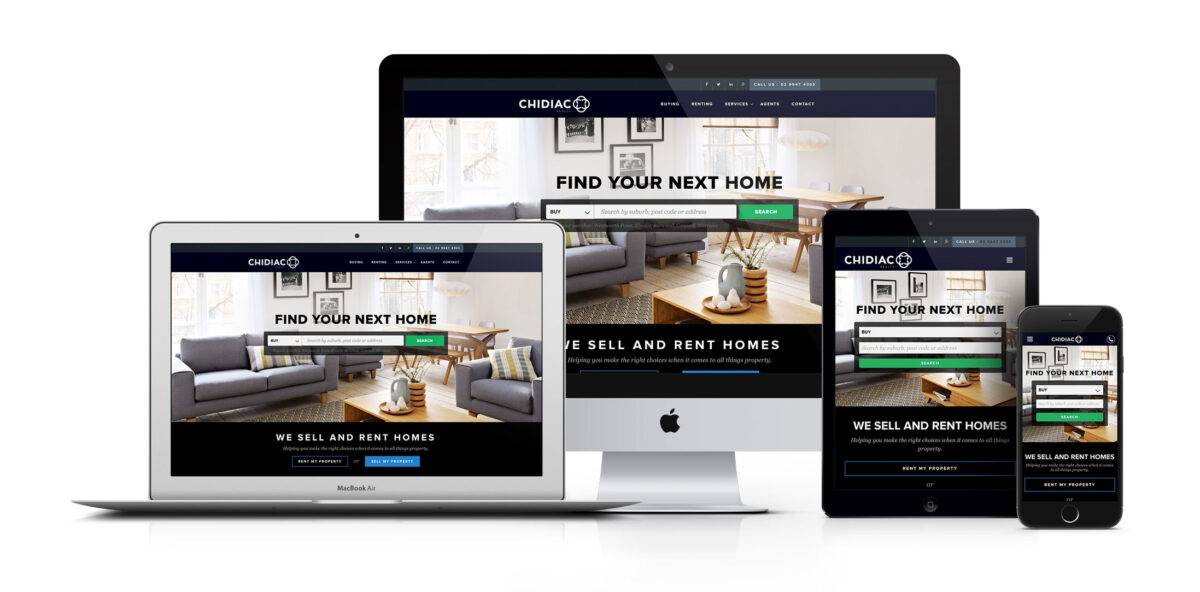 CALL US : 02 9647 4003
CHIDIAC
REALTY
BUYING RENTING SERVICES AGENTS CONTACT
FIND YOUR NEXT HOME
BUY Search by suburb, post code or address SEARCH
WE SELL AND RENT HOMES
Helping you make the right choices when it comes to all things property.
CALL US : 02 9647 4003
CHIDIAC
BUYING RENTING SERVICES AGENTS CONTACT
FIND YOUR NEXT HOME
BUY Search by suburb, post code or address SEARCH
WE SELL AND RENT HOMES
Helping you make the right choices when it comes to all things property.
RENT MY PROPERTY or SELL MY PROPERTY
MacBook Air
CALL US : 02 9647 4003
CHIDIAC
REALTY
FIND YOUR NEXT HOME
BUY
Search by suburb, post code or address
SEARCH
WE SELL AND RENT HOMES
Helping you make the right choices when it comes to all things
property.
RENT MY PROPERTY
or
CHIDIAC
FIND YOUR NEXT HOME
BUY
Search by suburb, post code or address
SEARCH
WE SELL AND RENT HOMES
Helping you make the right choices when it comes
to all things property.
RENT MY PROPERTY
or